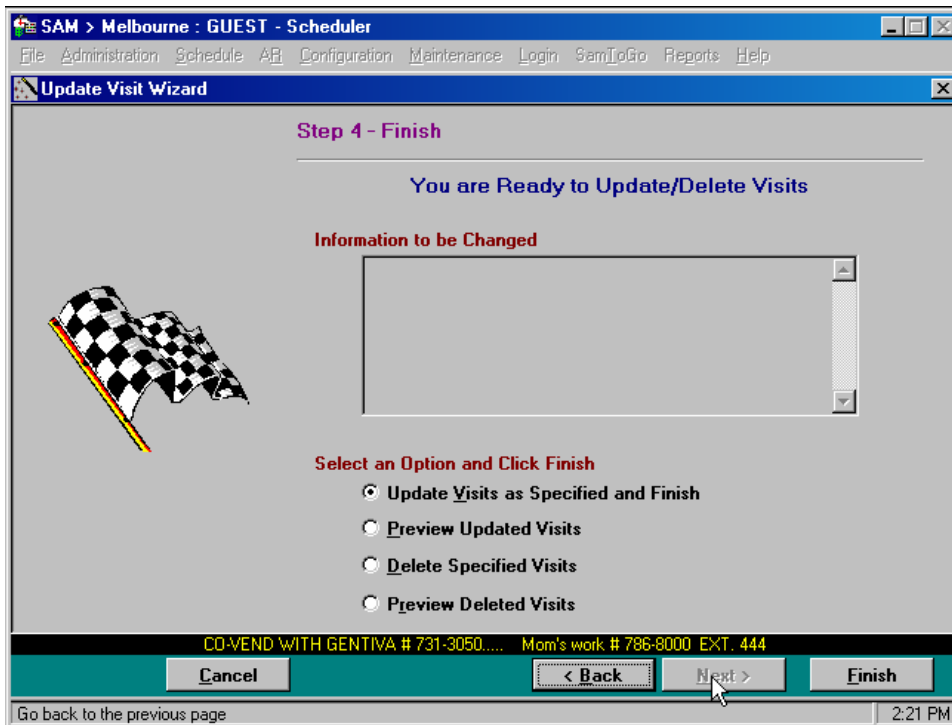 SAM > Melbourne : GUEST - Scheduler
File Administration Schedule AR Configuration Maintenance Login SamToGo Reports Help
Update Visit Wizard
Step 4 - Finish
You are Ready to Update/Delete Visits
Information to be Changed
Select an Option and Click Finish
Update Visits as Specified and Finish
Preview Updated Visits
Delete Specified Visits
Preview Deleted Visits
CO-VEND WITH GENTIVA # 731-3050..... Mom's work # 786-8000 EXT. 444
Cancel < Back Next > Finish
Go back to the previous page 2:21 PM